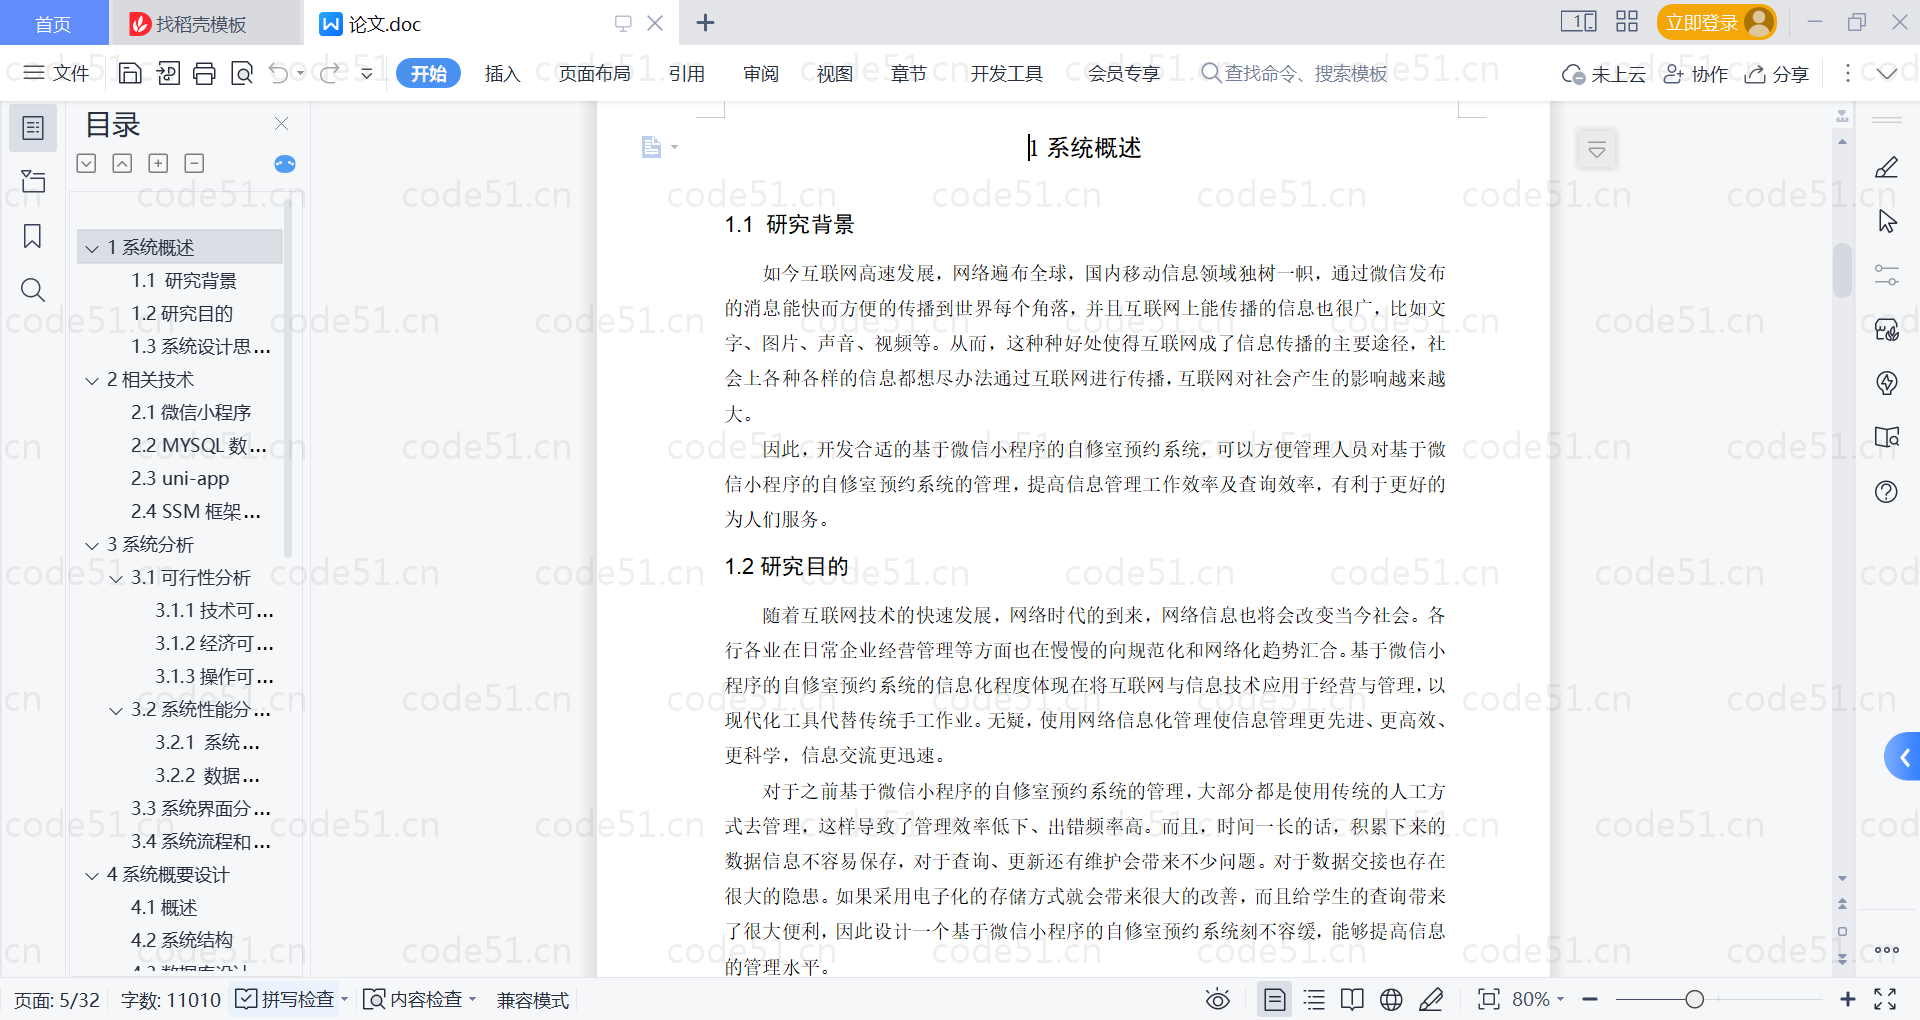 首页
找稻壳模板
论文.doc
立即登录
文件
开始
插入
页面布局
引用
审阅
视图
章节
开发工具
会员专享
查找命令、搜索模板
未上云
协作
分享
目录
1 系统概述
1.1 研究背景
1.2 研究目的
1.3 系统设计思...
2 相关技术
2.1 微信小程序
2.2 MYSQL 数...
2.3 uni-app
2.4 SSM 框架...
3 系统分析
3.1 可行性分析
3.1.1 技术可...
3.1.2 经济可...
3.1.3 操作可...
3.2 系统性能分...
3.2.1 系统...
3.2.2 数据...
3.3 系统界面分...
3.4 系统流程和...
4 系统概要设计
4.1 概述
4.2 系统结构
4.3 数据库设计
1 系统概述
1.1 研究背景
如今互联网高速发展，网络遍布全球，国内移动信息领域独树一帜，通过微信发布
的消息能快而方便的传播到世界每个角落，并且互联网上能传播的信息也很广，比如文
字、图片、声音、视频等。从而，这种种好处使得互联网成了信息传播的主要途径，社
会上各种各样的信息都想尽办法通过互联网进行传播，互联网对社会产生的影响越来越
大。
因此，开发合适的基于微信小程序的自修室预约系统，可以方便管理人员对基于微
信小程序的自修室预约系统的管理，提高信息管理工作效率及查询效率，有利于更好的
为人们服务。
1.2 研究目的
随着互联网技术的快速发展，网络时代的到来，网络信息也将会改变当今社会。各
行各业在日常企业经营管理等方面也在慢慢的向规范化和网络化趋势汇合。基于微信小
程序的自修室预约系统的信息化程度体现在将互联网与信息技术应用于经营与管理，以
现代化工具代替传统手工作业。无疑，使用网络信息化管理使信息管理更先进、更高效、
更科学，信息交流更迅速。
对于之前基于微信小程序的自修室预约系统的管理，大部分都是使用传统的人工方
式去管理，这样导致了管理效率低下、出错频率高。而且，时间一长的话，积累下来的
数据信息不容易保存，对于查询、更新还有维护会带来不少问题。对于数据交接也存在
很大的隐患。如果采用电子化的存储方式就会带来很大的改善，而且给学生的查询带来
了很大便利，因此设计一个基于微信小程序的自修室预约系统刻不容缓，能够提高信息
的管理水平。
页面: 5/32
字数: 11010
拼写检查
内容检查
兼容模式
80%
code51.cn